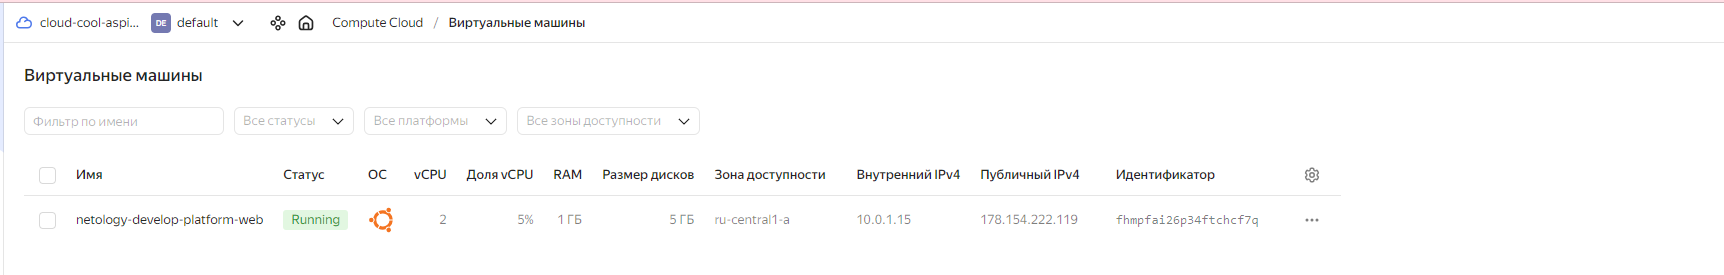 cloud-cool-aspi... DE default Compute Cloud / Виртуальные машины
Виртуальные машины
Фильтр по имени Все статусы Все платформы Все зоны доступности
Имя Статус ОС vCPU Доля vCPU RAM Размер дисков Зона доступности Внутренний IPv4 Публичный IPv4 Идентификатор
netology-develop-platform-web Running 2 5% 1 ГБ 5 ГБ ru-central1-a 10.0.1.15 178.154.222.119 fhmpfai26p34ftchcf7q